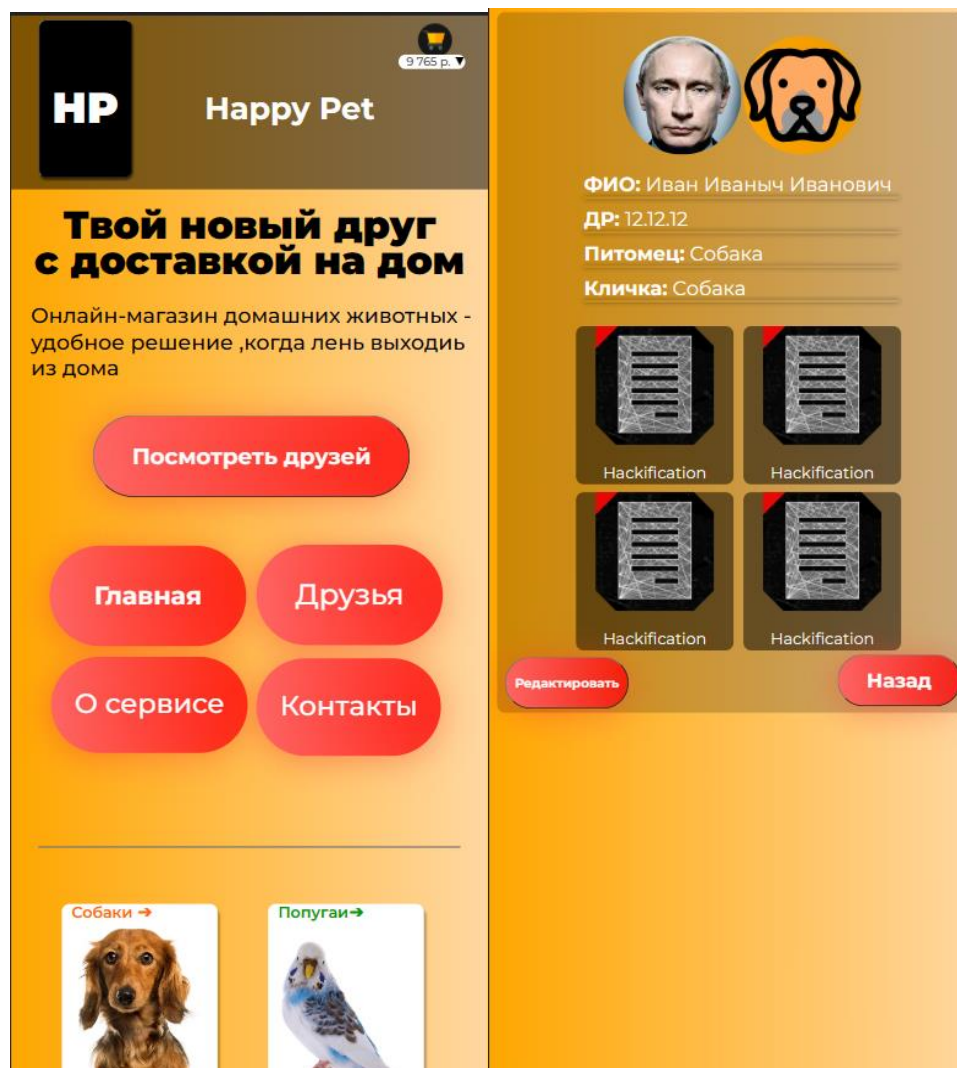 9 765 р. ▼
HP
Happy Pet
Твой новый друг
с доставкой на дом
Онлайн-магазин домашних животных -
удобное решение ,когда лень выходиь
из дома
Посмотреть друзей
Главная
Друзья
О сервисе
Контакты
Собаки ➔
Попугаи➔
ФИО: Иван Иваныч Иванович
ДР: 12.12.12
Питомец: Собака
Кличка: Собака
Hackification
Hackification
Hackification
Hackification
Редактировать
Назад